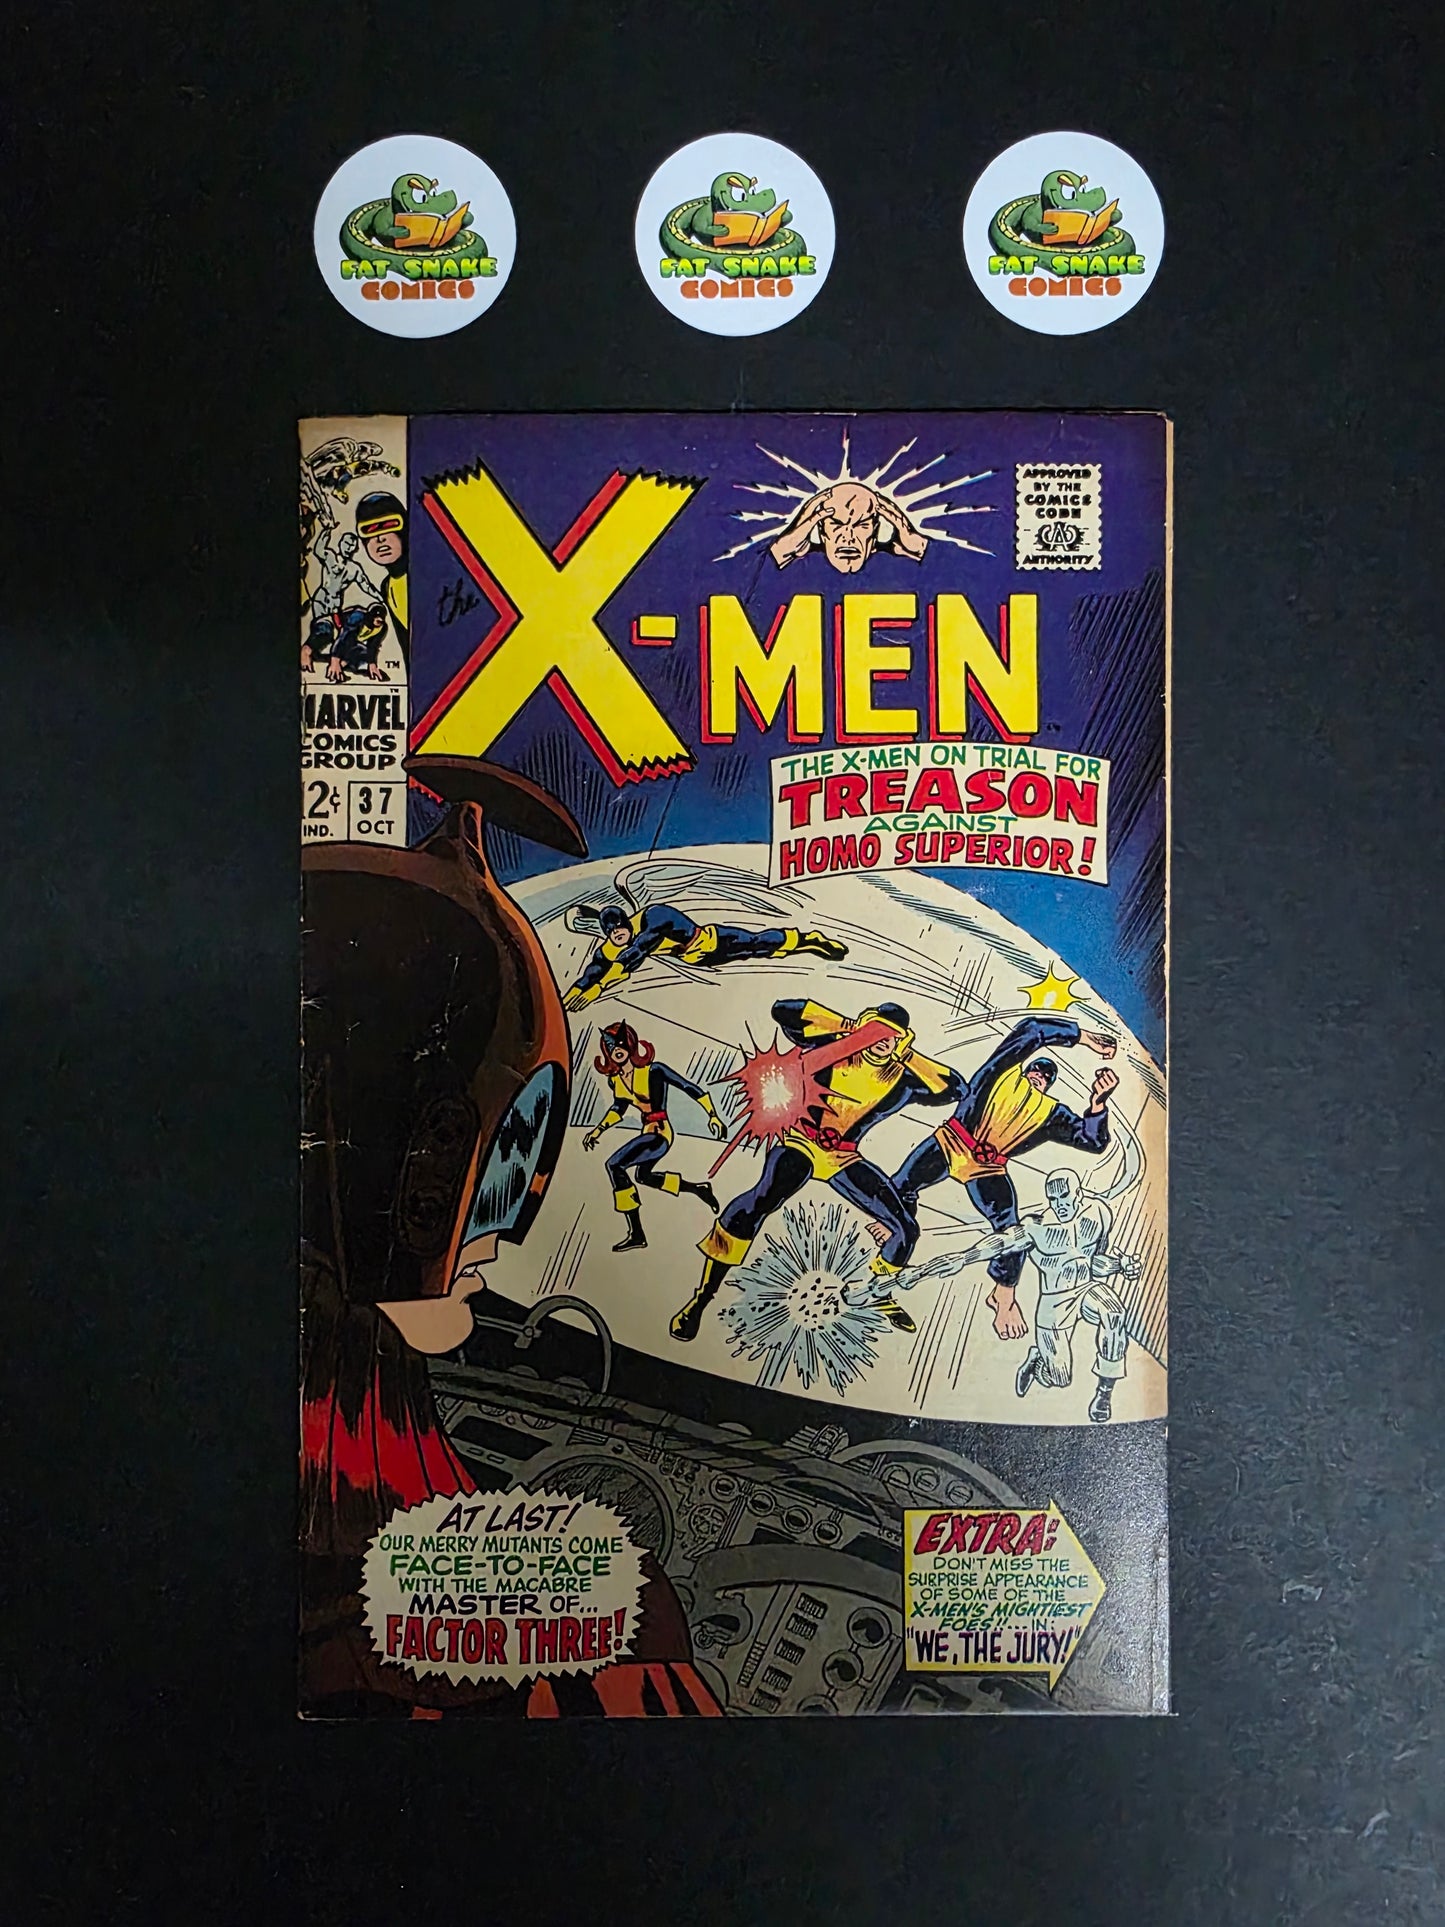 FAT SNAKE
COMICS
FAT SNAKE
COMICS
FAT SNAKE
COMICS
APPROVED
BY THE
COMICS
CODE
AUTHORITY
the
X-MEN
TM
TM
MARVEL
COMICS
GROUP
12¢
IND.
37
OCT
THE X-MEN ON TRIAL FOR
TREASON
AGAINST
HOMO SUPERIOR!
AT LAST!
OUR MERRY MUTANTS COME
FACE-TO-FACE
WITH THE MACABRE
MASTER OF...
FACTOR THREE!
EXTRA:
DON'T MISS THE
SURPRISE APPEARANCE
OF SOME OF THE
X-MEN'S MIGHTIEST
FOES!!...IN:
"WE, THE JURY!"